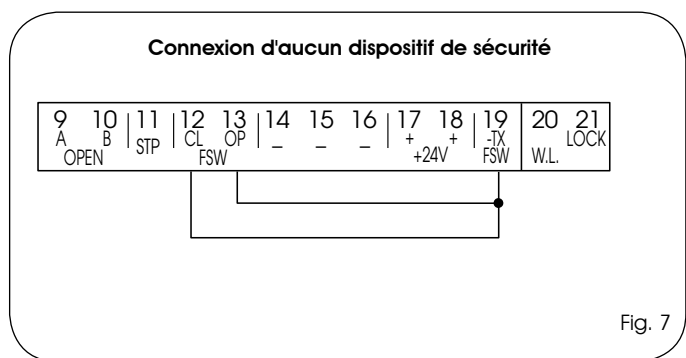 Connexion d'aucun dispositif de sécurité
9 10 11 12 13 14 15 16 17 18 19 20 21
A B STP CL OP – – – + + -TX W.L. LOCK
OPEN FSW +24V FSW
Fig. 7